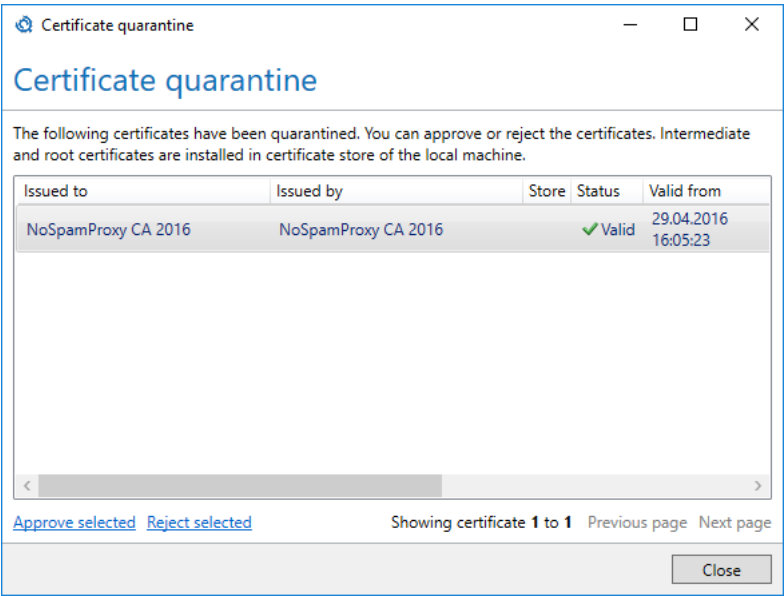 Certificate quarantine
Certificate quarantine
The following certificates have been quarantined. You can approve or reject the certificates. Intermediate
and root certificates are installed in certificate store of the local machine.
Issued to Issued by Store Status Valid from
NoSpamProxy CA 2016 NoSpamProxy CA 2016 Valid 29.04.2016
16:05:23
Approve selected Reject selected Showing certificate 1 to 1 Previous page Next page
Close